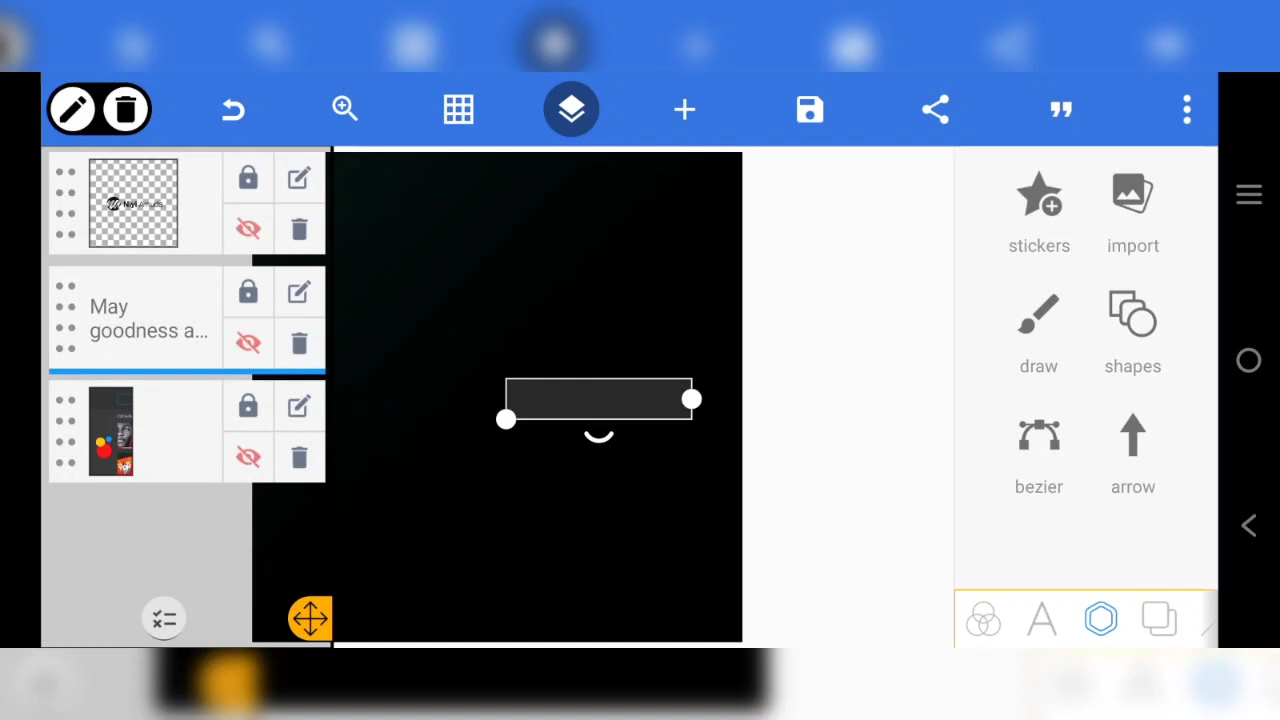 May
goodness a...
stickers
import
draw
shapes
bezier
arrow